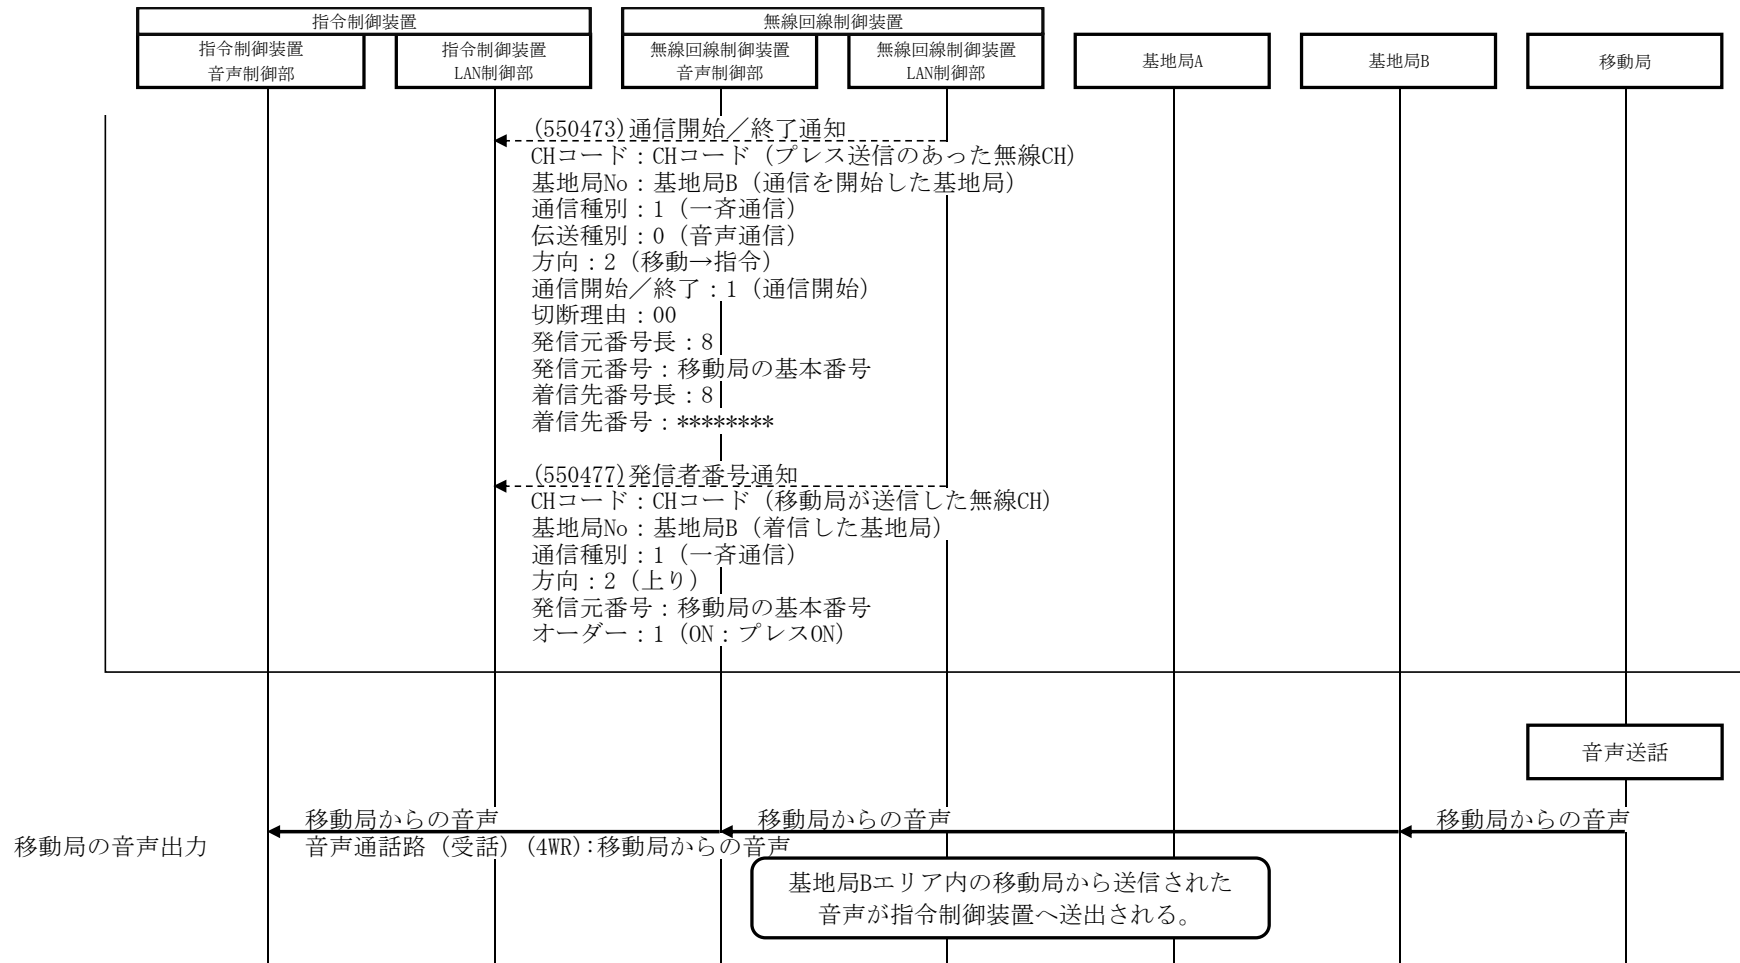 指令制御装置
無線回線制御装置
指令制御装置
音声制御部
指令制御装置
LAN制御部
無線回線制御装置
音声制御部
無線回線制御装置
LAN制御部
基地局A
基地局B
移動局
(550473)通信開始／終了通知
CHコード：CHコード（プレス送信のあった無線CH）
基地局No：基地局B（通信を開始した基地局）
通信種別：1（一斉通信）
伝送種別：0（音声通信）
方向：2（移動→指令）
通信開始／終了：1（通信開始）
切断理由：00
発信元番号長：8
発信元番号：移動局の基本番号
着信先番号長：8
着信先番号：********
(550477)発信者番号通知
CHコード：CHコード（移動局が送信した無線CH）
基地局No：基地局B（着信した基地局）
通信種別：1（一斉通信）
方向：2（上り）
発信元番号：移動局の基本番号
オーダー：1（ON：プレスON）
音声送話
移動局からの音声
移動局からの音声
移動局からの音声
移動局の音声出力
音声通話路（受話）(4WR):移動局からの音声
基地局Bエリア内の移動局から送信された
音声が指令制御装置へ送出される。